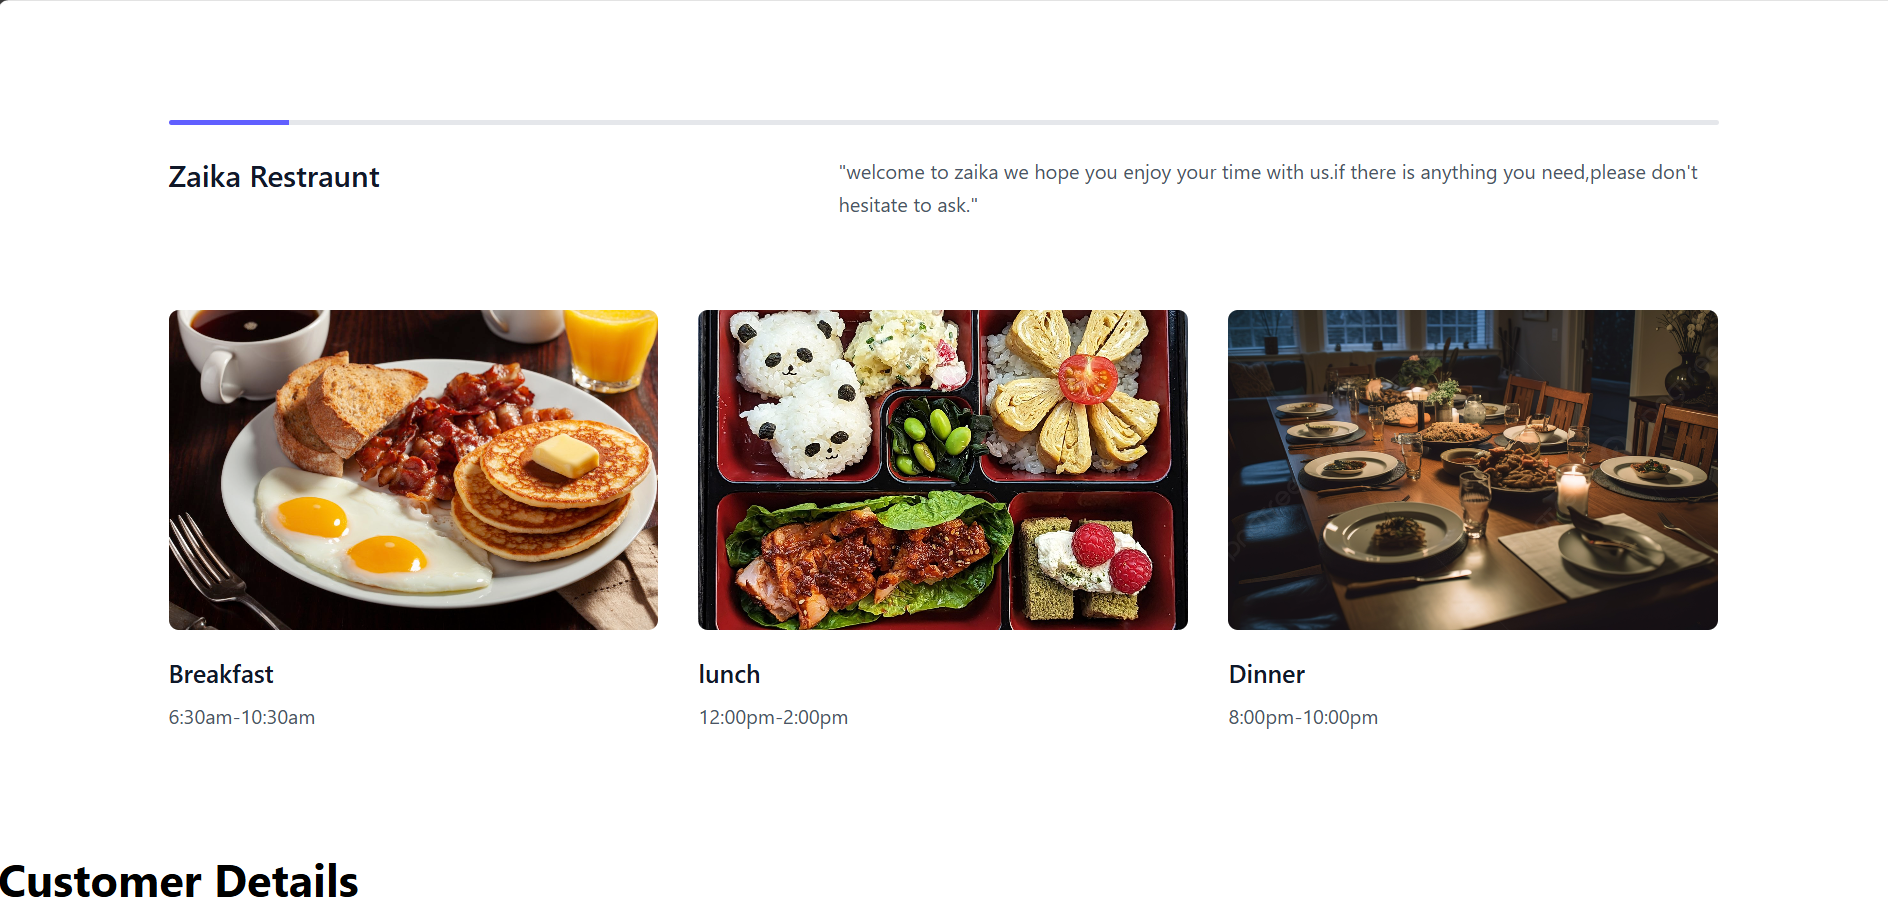 Zaika Restraunt
"welcome to zaika we hope you enjoy your time with us.if there is anything you need,please don't
hesitate to ask."
Breakfast
6:30am-10:30am
lunch
12:00pm-2:00pm
Dinner
8:00pm-10:00pm
Customer Details